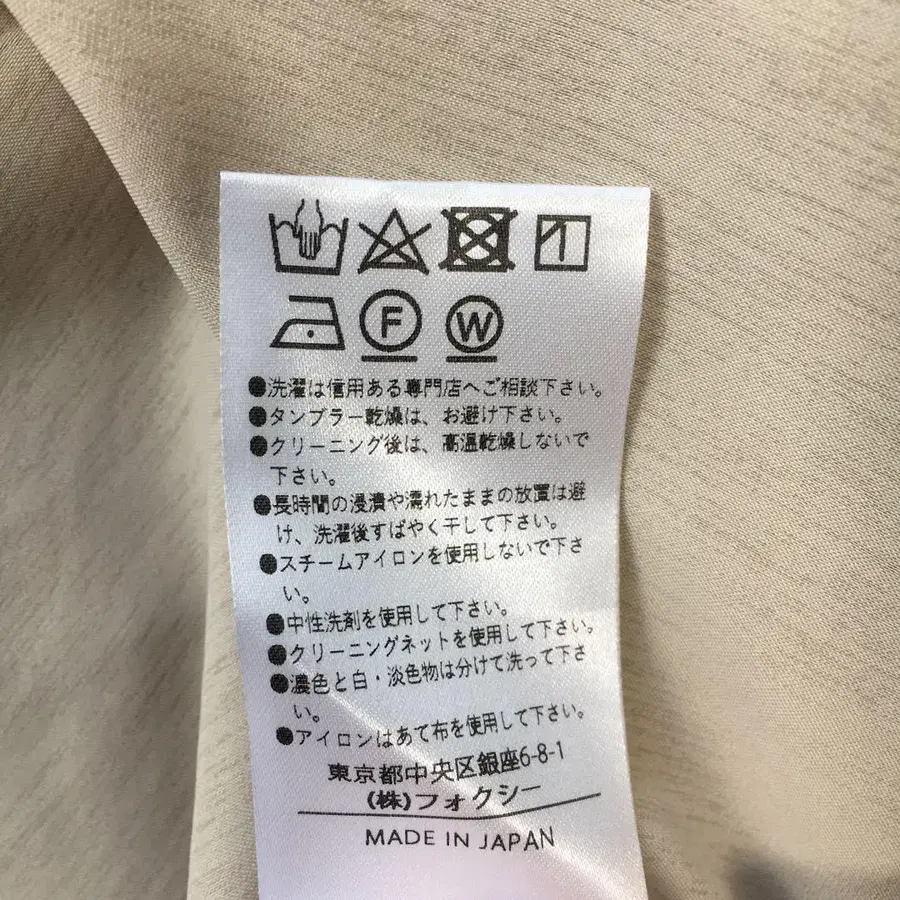 F W
●洗濯は信用ある専門店へご相談下さい。
●タンブラー乾燥は、お避け下さい。
●クリーニング後は、高温乾燥しないで
下さい。
●長時間の浸漬や濡れたままの放置は避
け、洗濯後すばやく干して下さい。
●スチームアイロンを使用しないで下さ
い。
●中性洗剤を使用して下さい。
●クリーニングネットを使用して下さい。
●濃色と白・淡色物は分けて洗って下さ
い。
●アイロンはあて布を使用して下さい。
東京都中央区銀座6-8-1
(株)フォクシー
MADE IN JAPAN